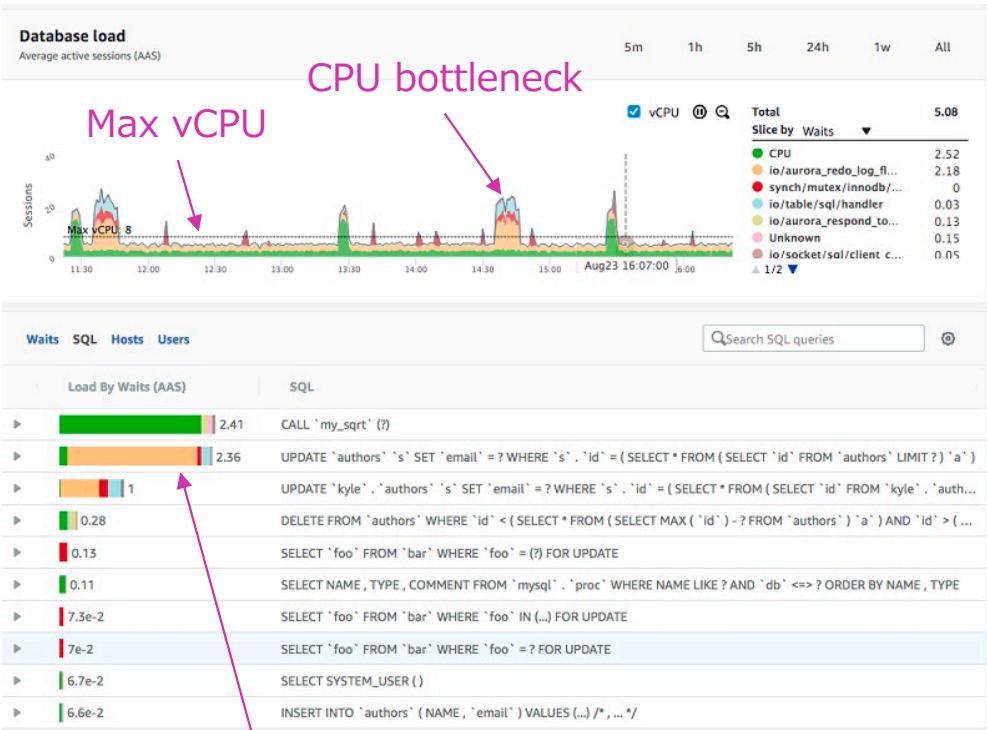 Database load
Average active sessions (AAS)
5m 1h 5h 24h 1w All
CPU bottleneck
Max vCPU
vCPU
Total 5.08
Slice by Waits
CPU 2.52
io/aurora_redo_log_fl... 2.18
synch/mutex/innodb/... 0
io/table/sql/handler 0.03
io/aurora_respond_to... 0.13
Unknown 0.15
io/socket/sql/client_c... 0.05
1/2
Sessions
40
20
0
Max vCPU: 8
11:30 12:00 12:30 13:00 13:30 14:00 14:30 15:00 Aug23 16:07:00 6:00
Waits SQL Hosts Users
Search SQL queries
Load By Waits (AAS) SQL
2.41 CALL `my_sqrt` (?)
2.36 UPDATE `authors` `s` SET `email` = ? WHERE `s` . `id` = ( SELECT * FROM ( SELECT `id` FROM `authors` LIMIT ? ) `a` )
1 UPDATE `kyle` . `authors` `s` SET `email` = ? WHERE `s` . `id` = ( SELECT * FROM ( SELECT `id` FROM `kyle` . `auth...
0.28 DELETE FROM `authors` WHERE `id` < ( SELECT * FROM ( SELECT MAX ( `id` ) - ? FROM `authors` ) `a` ) AND `id` > ( ...
0.13 SELECT `foo` FROM `bar` WHERE `foo` = (?) FOR UPDATE
0.11 SELECT NAME , TYPE , COMMENT FROM `mysql` . `proc` WHERE NAME LIKE ? AND `db` <=> ? ORDER BY NAME , TYPE
7.3e-2 SELECT `foo` FROM `bar` WHERE `foo` IN (...) FOR UPDATE
7e-2 SELECT `foo` FROM `bar` WHERE `foo` = ? FOR UPDATE
6.7e-2 SELECT SYSTEM_USER ( )
6.6e-2 INSERT INTO `authors` ( NAME , `email` ) VALUES (...) /* , ... */